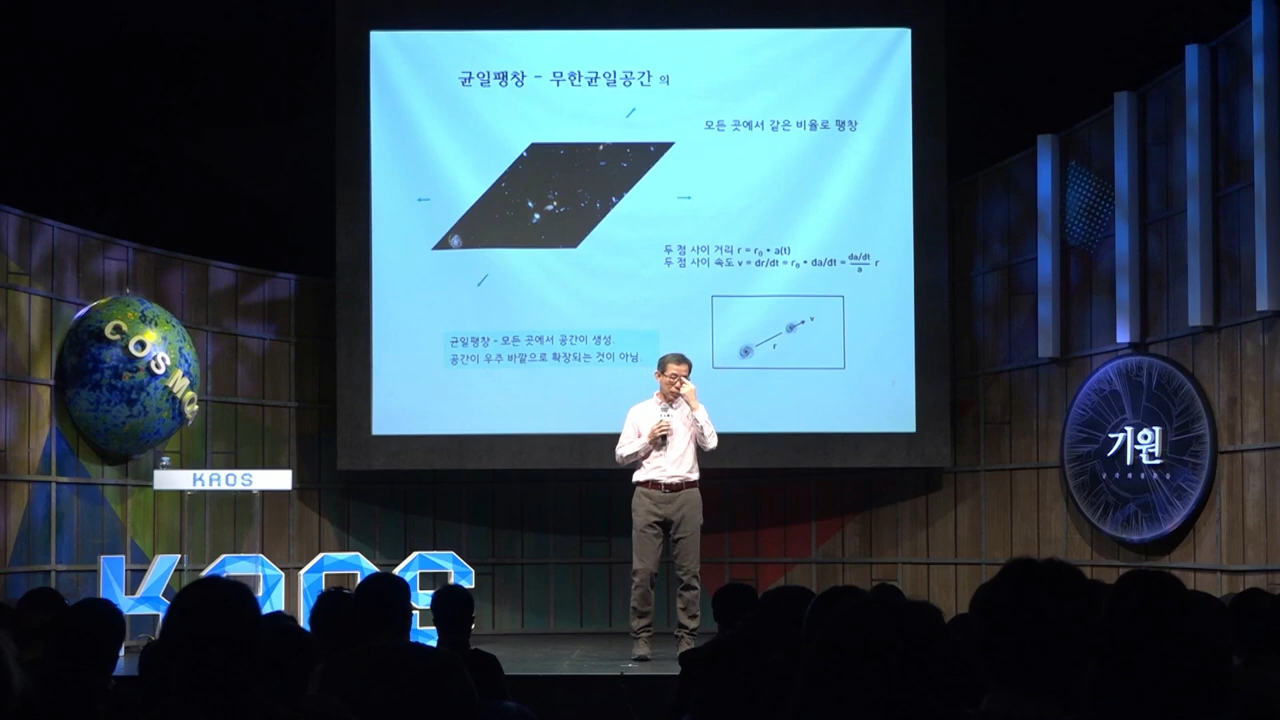 균일팽창 - 무한균일공간 의
모든 곳에서 같은 비율로 팽창
두 점 사이 거리 r = r₀ * a(t)
두 점 사이 속도 v = dr/dt = r₀ * da/dt = (da/dt)/a r
v
r
균일팽창 - 모든 곳에서 공간이 생성.
공간이 우주 바깥으로 확장되는 것이 아님.
COSMO
KAOS
KAOS
기원